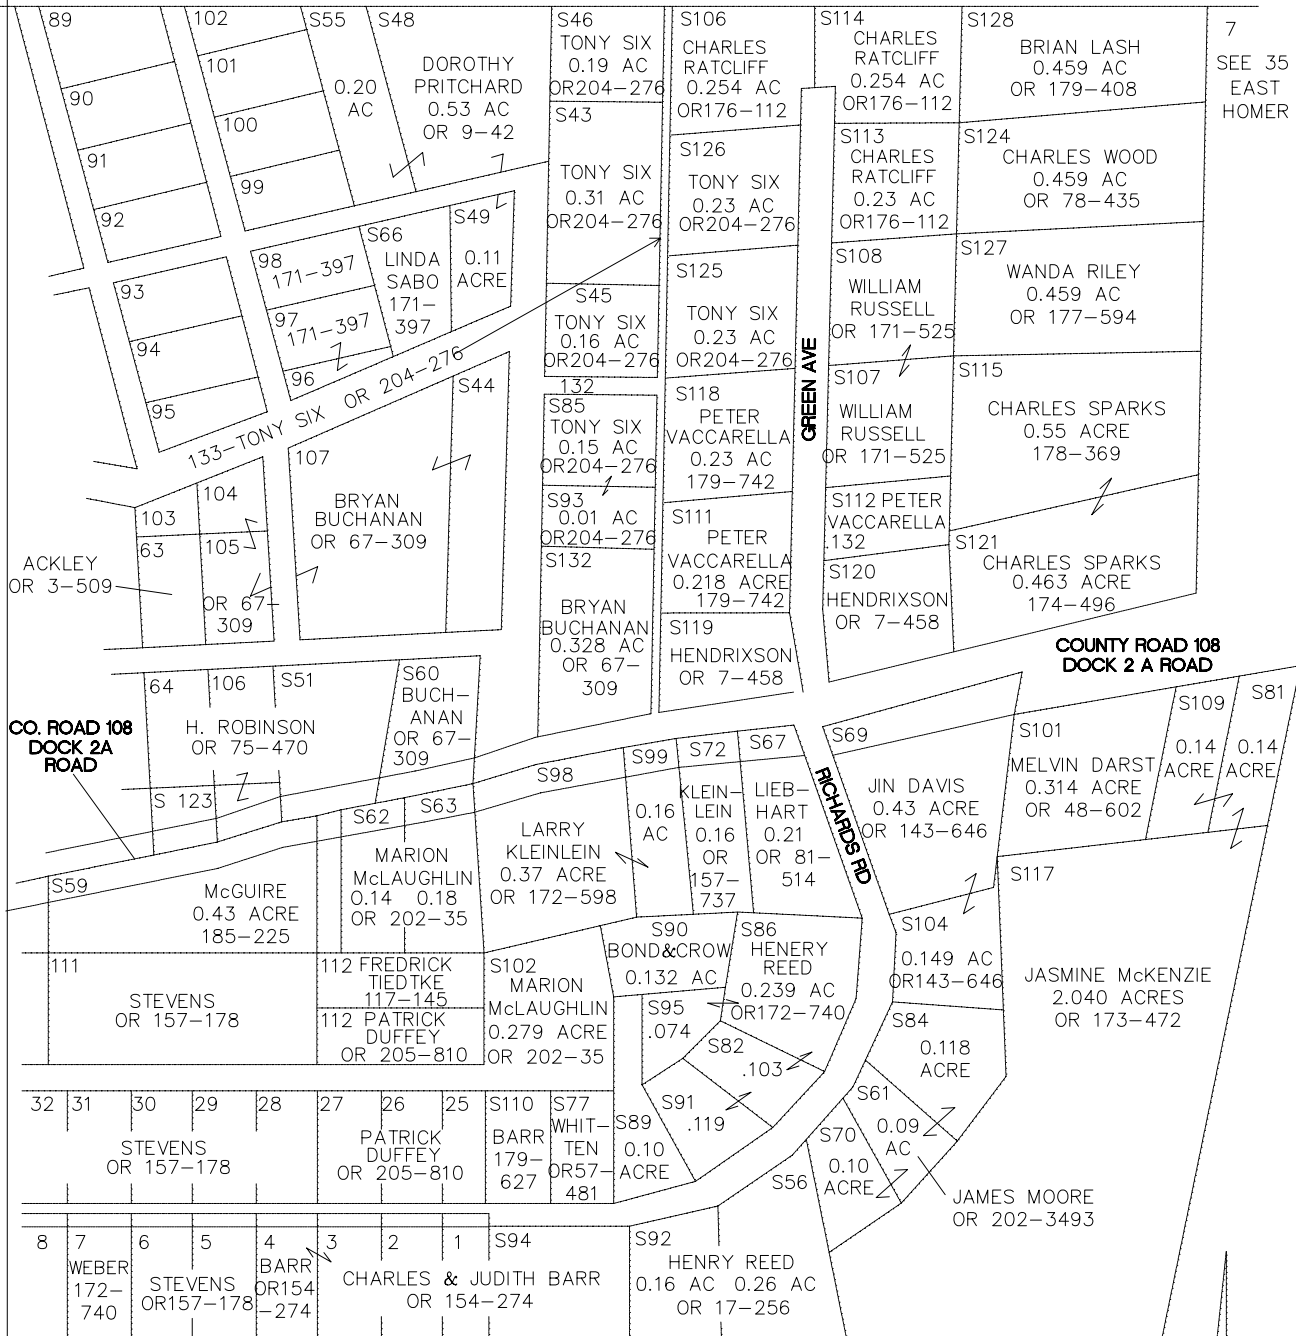 89
90
91
92
102
101
100
99
S55
0.20
AC
S48
DOROTHY
PRITCHARD
0.53 AC
OR 9-42
S46
TONY SIX
0.19 AC
OR204-276
S43
TONY SIX
0.31 AC
OR204-276
S45
TONY SIX
0.16 AC
OR204-276
132
S85
TONY SIX
0.15 AC
OR204-276
S93
0.01 AC
OR204-276
S132
BRYAN
BUCHANAN
0.328 AC
OR 67-
309
S106
CHARLES
RATCLIFF
0.254 AC
OR176-112
S126
TONY SIX
0.23 AC
OR204-276
S125
TONY SIX
0.23 AC
OR204-276
S118
PETER
VACCARELLA
0.23 AC
179-742
S111
PETER
VACCARELLA
0.218 ACRE
179-742
S119
HENDRIXSON
OR 7-458
GREEN AVE
S114
CHARLES
RATCLIFF
0.254 AC
OR176-112
S113
CHARLES
RATCLIFF
0.23 AC
OR176-112
S108
WILLIAM
RUSSELL
OR 171-525
S107
WILLIAM
RUSSELL
OR 171-525
S112 PETER
VACCARELLA
.132
S120
HENDRIXSON
OR 7-458
S128
BRIAN LASH
0.459 AC
OR 179-408
S124
CHARLES WOOD
0.459 AC
OR 78-435
S127
WANDA RILEY
0.459 AC
OR 177-594
S115
CHARLES SPARKS
0.55 ACRE
178-369
S121
CHARLES SPARKS
0.463 ACRE
174-496
7
SEE 35
EAST
HOMER
COUNTY ROAD 108
DOCK 2 A ROAD
93
94
95
98
171-397
97
171-397
96
S66
LINDA
SABO
171-
397
S49
0.11
ACRE
133-TONY SIX OR 204-276
S44
107
BRYAN
BUCHANAN
OR 67-309
104
103
63
105
OR 67-
309
ACKLEY
OR 3-509
64
106
S51
H. ROBINSON
OR 75-470
S 123
S60
BUCH-
ANAN
OR 67-
309
CO. ROAD 108
DOCK 2A
ROAD
S59
McGUIRE
0.43 ACRE
185-225
S62
S63
MARION
McLAUGHLIN
0.14 0.18
OR 202-35
S98
LARRY
KLEINLEIN
0.37 ACRE
OR 172-598
S99
0.16
AC
S72
KLEIN-
LEIN
0.16
OR
157-
737
S67
LIEB-
HART
0.21
OR 81-
514
RICHARDS RD
S69
JIN DAVIS
0.43 ACRE
OR 143-646
S101
MELVIN DARST
0.314 ACRE
OR 48-602
S109
0.14
ACRE
S81
0.14
ACRE
S117
JASMINE McKENZIE
2.040 ACRES
OR 173-472
S104
0.149 AC
OR143-646
S84
0.118
ACRE
S61
0.09
AC
S70
0.10
ACRE
S56
JAMES MOORE
OR 202-3493
S90
BOND&CROW
0.132 AC
S86
HENERY
REED
0.239 AC
OR172-740
S95
.074
S82
.103
S91
.119
S89
0.10
ACRE
111
STEVENS
OR 157-178
112 FREDRICK
TIEDTKE
117-145
112 PATRICK
DUFFEY
OR 205-810
S102
MARION
McLAUGHLIN
0.279 ACRE
OR 202-35
32
31
30
29
28
STEVENS
OR 157-178
27
26
25
PATRICK
DUFFEY
OR 205-810
S110
BARR
179-
627
S77
WHIT-
TEN
OR57-
481
8
7
WEBER
172-
740
6
5
STEVENS
OR157-178
4
BARR
OR154
-274
3
2
1
S94
CHARLES & JUDITH BARR
OR 154-274
S92
HENRY REED
0.16 AC 0.26 AC
OR 17-256